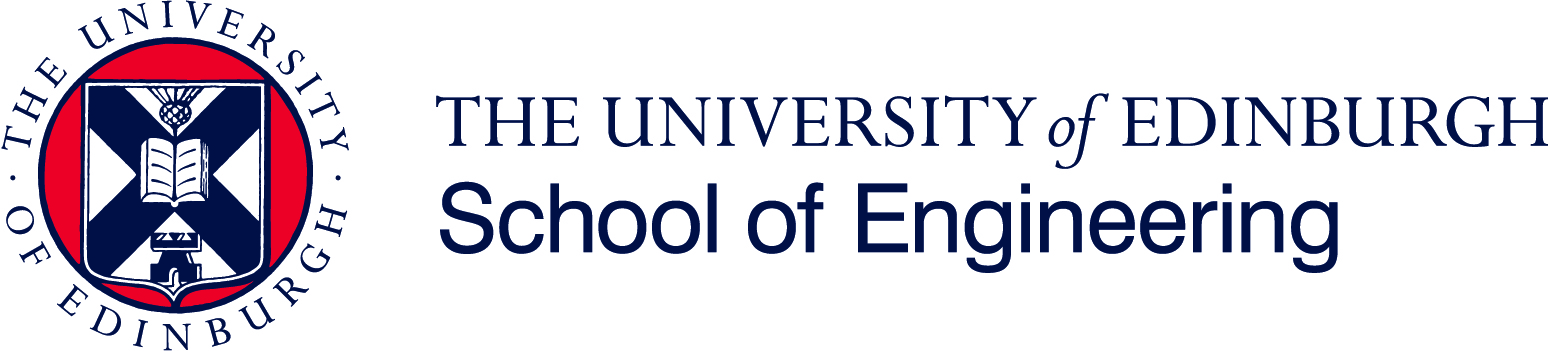 THE UNIVERSITY
OF EDINBURGH
THE UNIVERSITY of EDINBURGH
School of Engineering